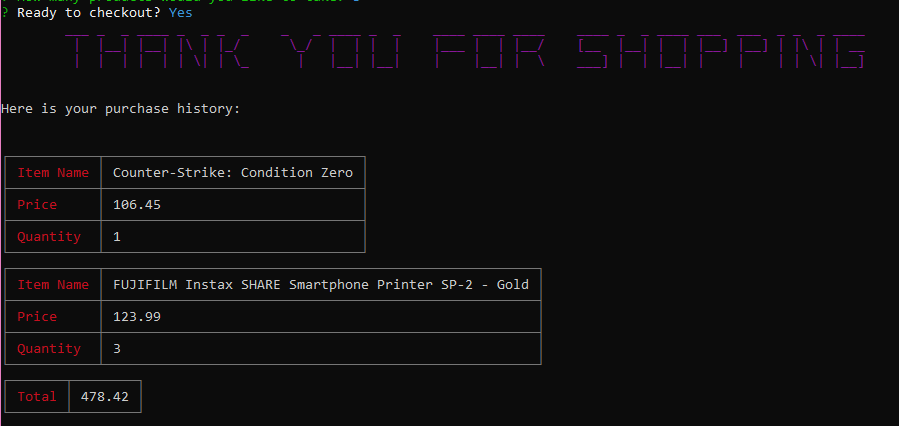 ? Ready to checkout? Yes
THANK YOU FOR SHOPPING
Here is your purchase history:
Item Name Counter-Strike: Condition Zero
Price 106.45
Quantity 1
Item Name FUJIFILM Instax SHARE Smartphone Printer SP-2 - Gold
Price 123.99
Quantity 3
Total 478.42